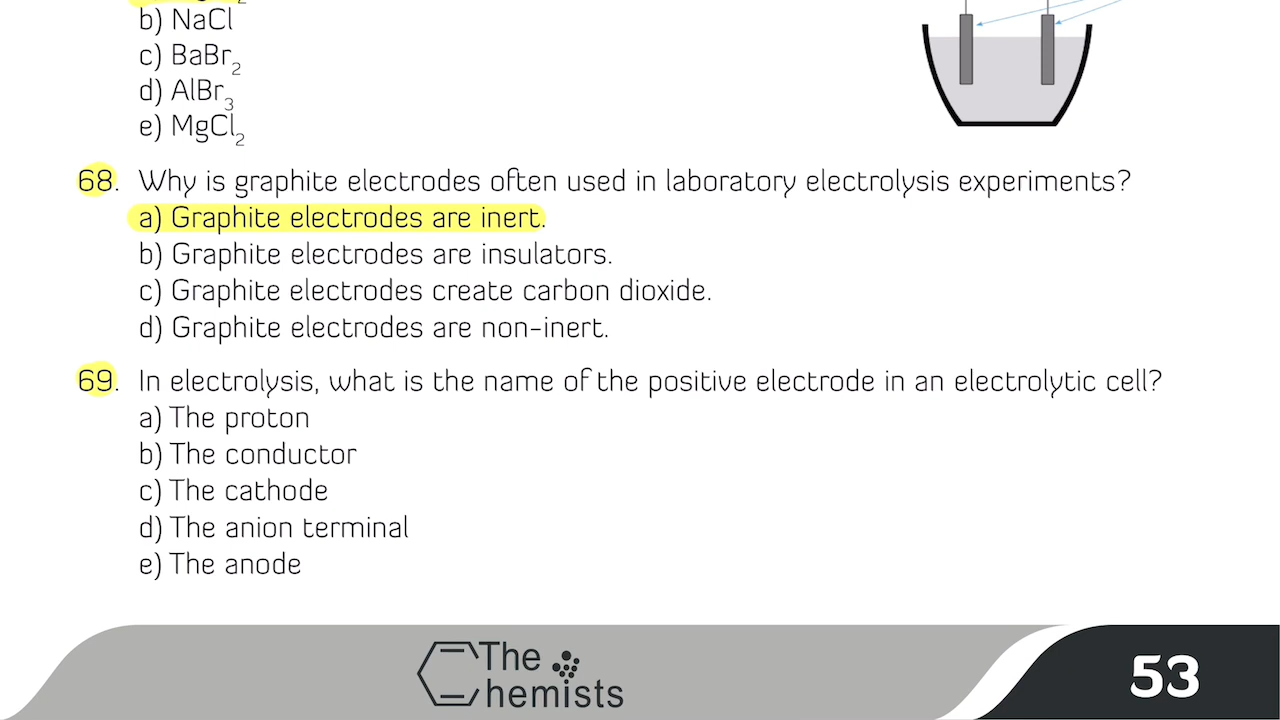 b) NaCl
c) BaBr₂
d) AlBr₃
e) MgCl₂
68. Why is graphite electrodes often used in laboratory electrolysis experiments?
a) Graphite electrodes are inert.
b) Graphite electrodes are insulators.
c) Graphite electrodes create carbon dioxide.
d) Graphite electrodes are non-inert.
69. In electrolysis, what is the name of the positive electrode in an electrolytic cell?
a) The proton
b) The conductor
c) The cathode
d) The anion terminal
e) The anode
The
hemists
53